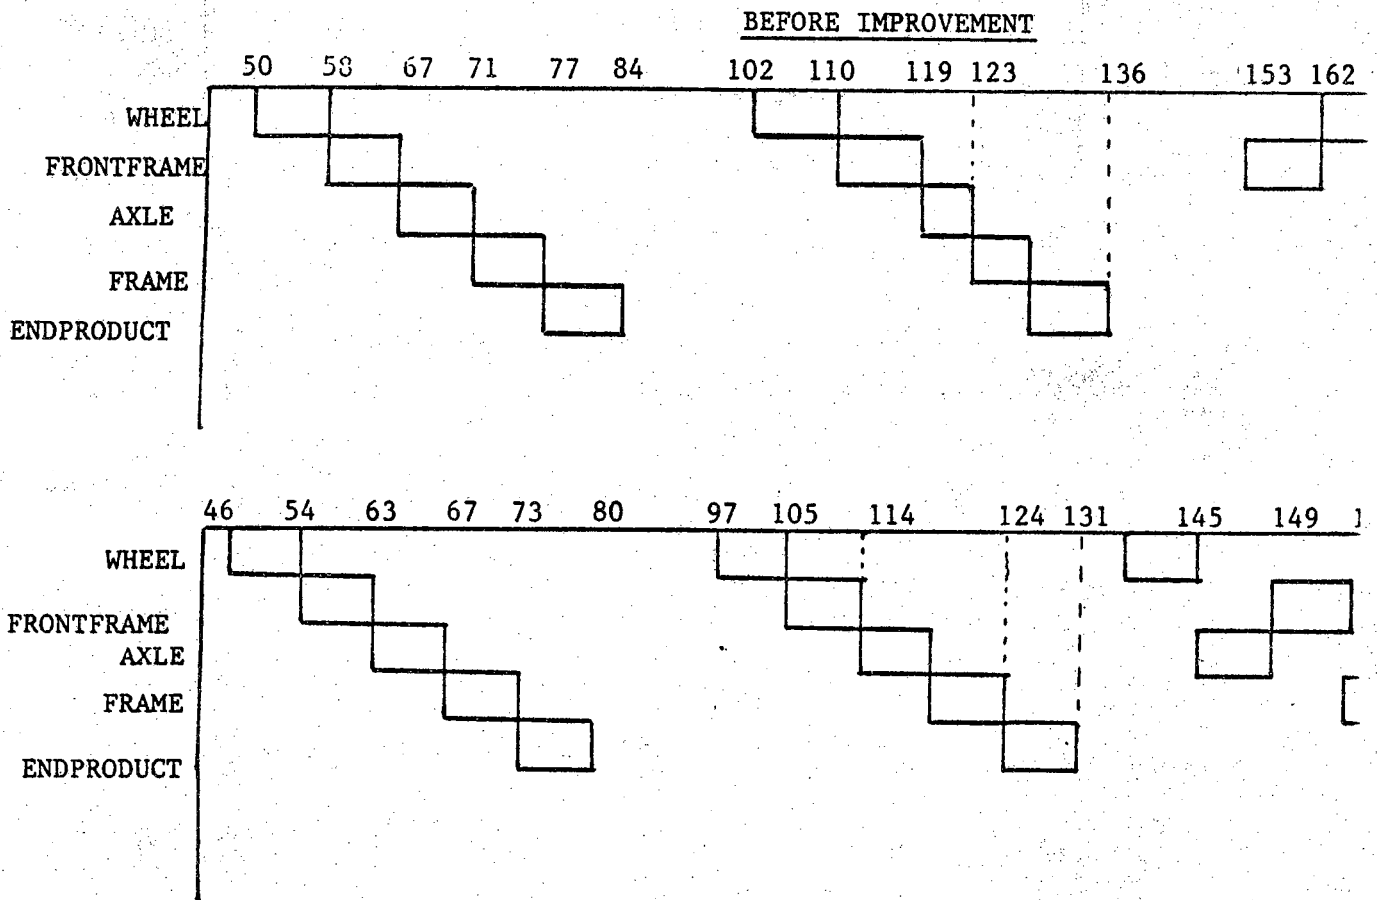 BEFORE IMPROVEMENT
50 58 67 71 77 84 102 110 119 123 136 153 162
WHEEL
FRONTFRAME
AXLE
FRAME
ENDPRODUCT
46 54 63 67 73 80 97 105 114 124 131 145 149 1
WHEEL
FRONTFRAME
AXLE
FRAME
ENDPRODUCT